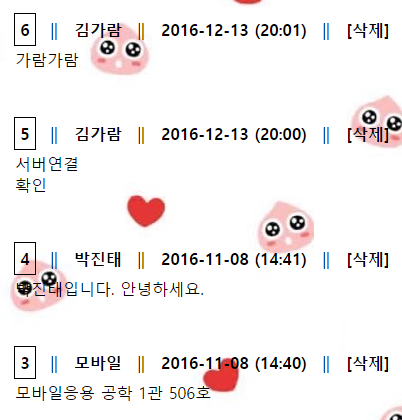 6 || 김가람 || 2016-12-13 (20:01) || [삭제]
가람가람
5 || 김가람 || 2016-12-13 (20:00) || [삭제]
서버연결
확인
4 || 박진태 || 2016-11-08 (14:41) || [삭제]
박진태입니다. 안녕하세요.
3 || 모바일 || 2016-11-08 (14:40) || [삭제]
모바일응용 공학 1관 506호